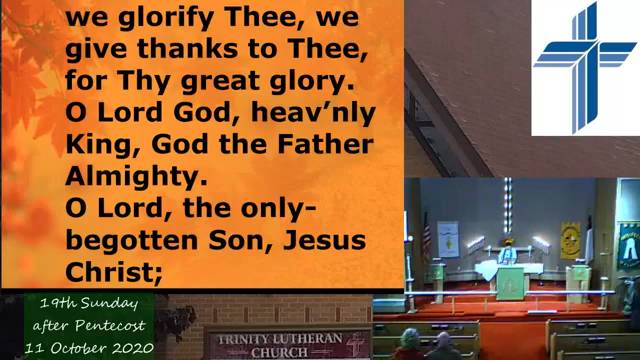 we glorify Thee, we
give thanks to Thee,
for Thy great glory.
O Lord God, heav’nly
King, God the Father
Almighty.
O Lord, the only-
begotten Son, Jesus
Christ;
19th Sunday
after Pentecost
11 October 2020
TRINITY LUTHERAN
CHURCH